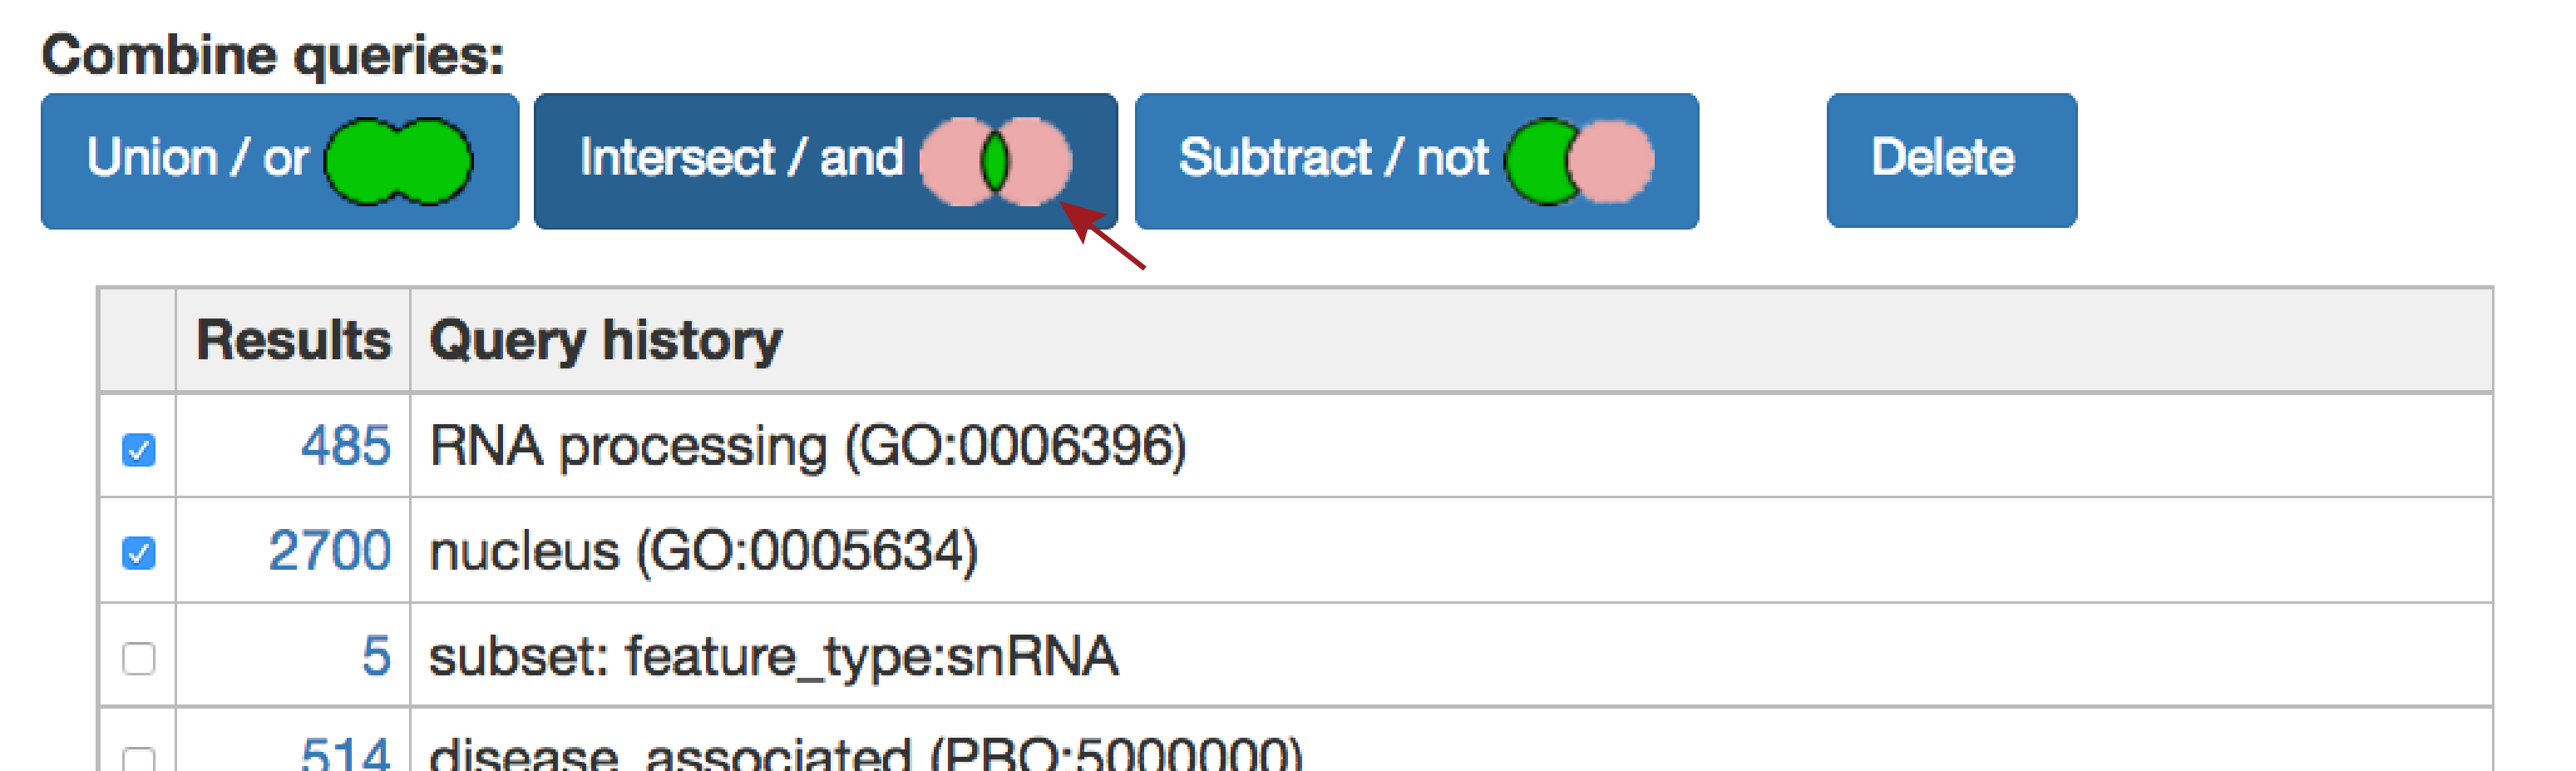 Combine queries:
Union / or Intersect / and Subtract / not Delete
Results Query history
485 RNA processing (GO:0006396)
2700 nucleus (GO:0005634)
5 subset: feature_type:snRNA
514 disease_associated (PBO:5000000)